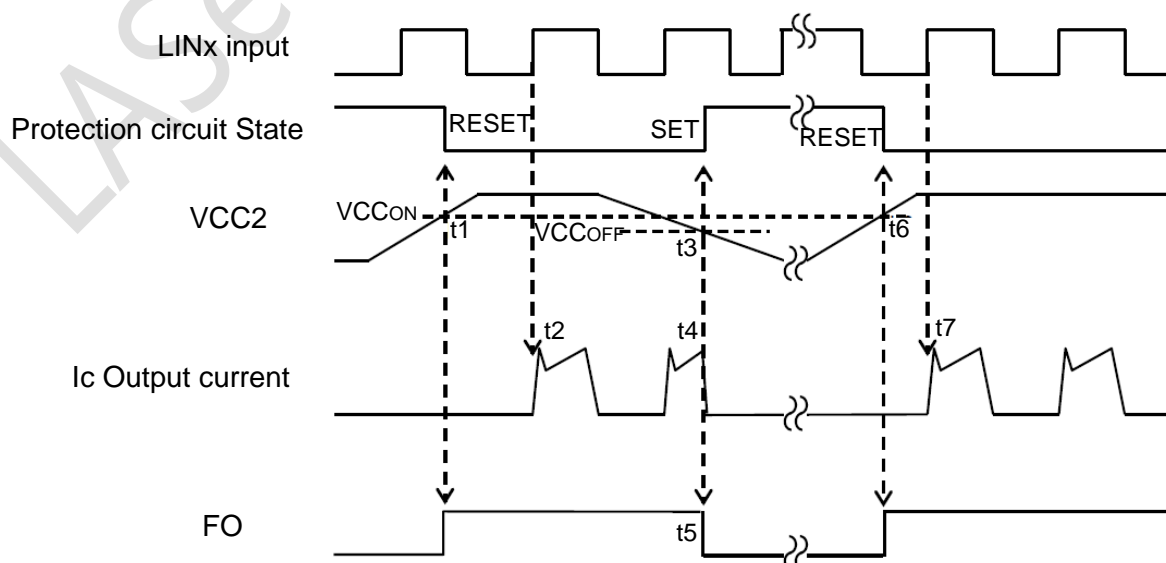 LINx input
Protection circuit State
RESET
SET
RESET
VCC2
VCCON
t1
VCCOFF
t3
t6
Ic Output current
t2
t4
t7
FO
t5